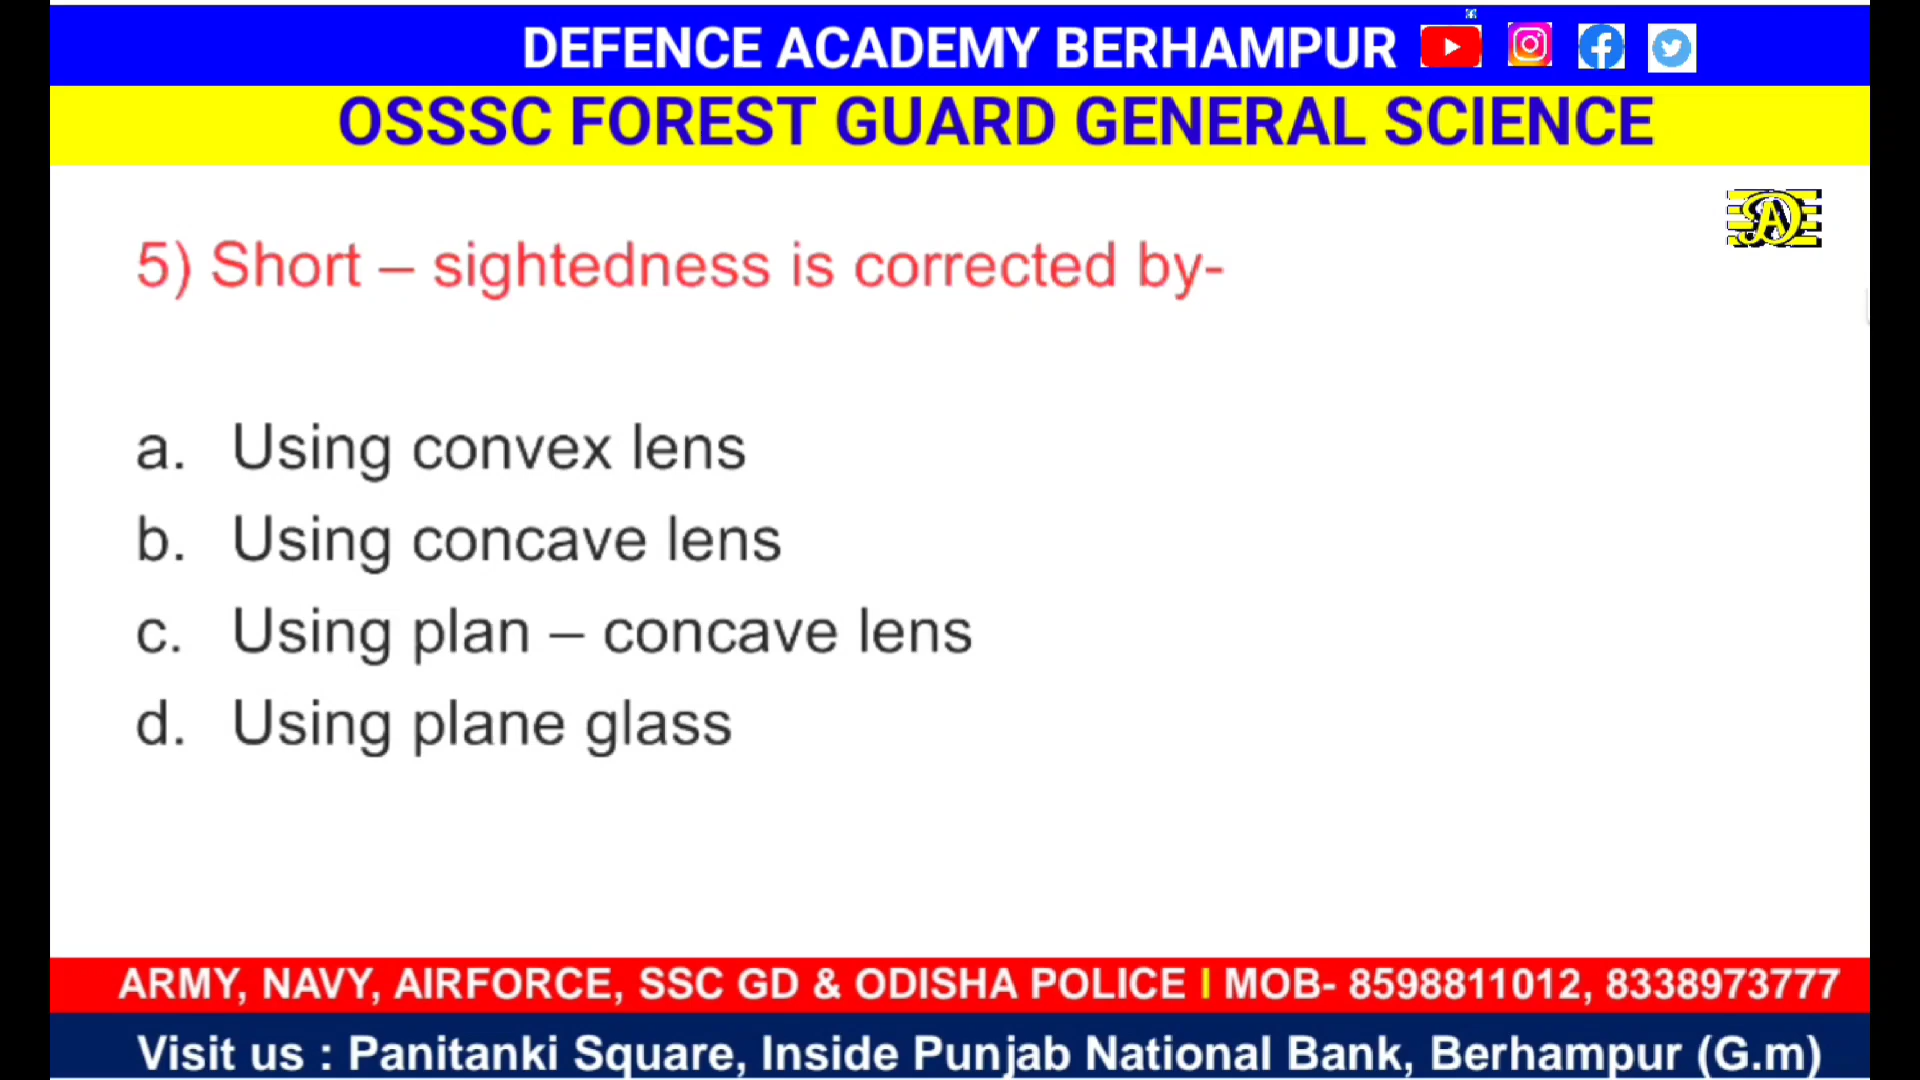 DEFENCE ACADEMY BERHAMPUR
OSSSC FOREST GUARD GENERAL SCIENCE
5) Short – sightedness is corrected by-
a. Using convex lens
b. Using concave lens
c. Using plan – concave lens
d. Using plane glass
ARMY, NAVY, AIRFORCE, SSC GD & ODISHA POLICE I MOB- 8598811012, 8338973777
Visit us : Panitanki Square, Inside Punjab National Bank, Berhampur (G.m)